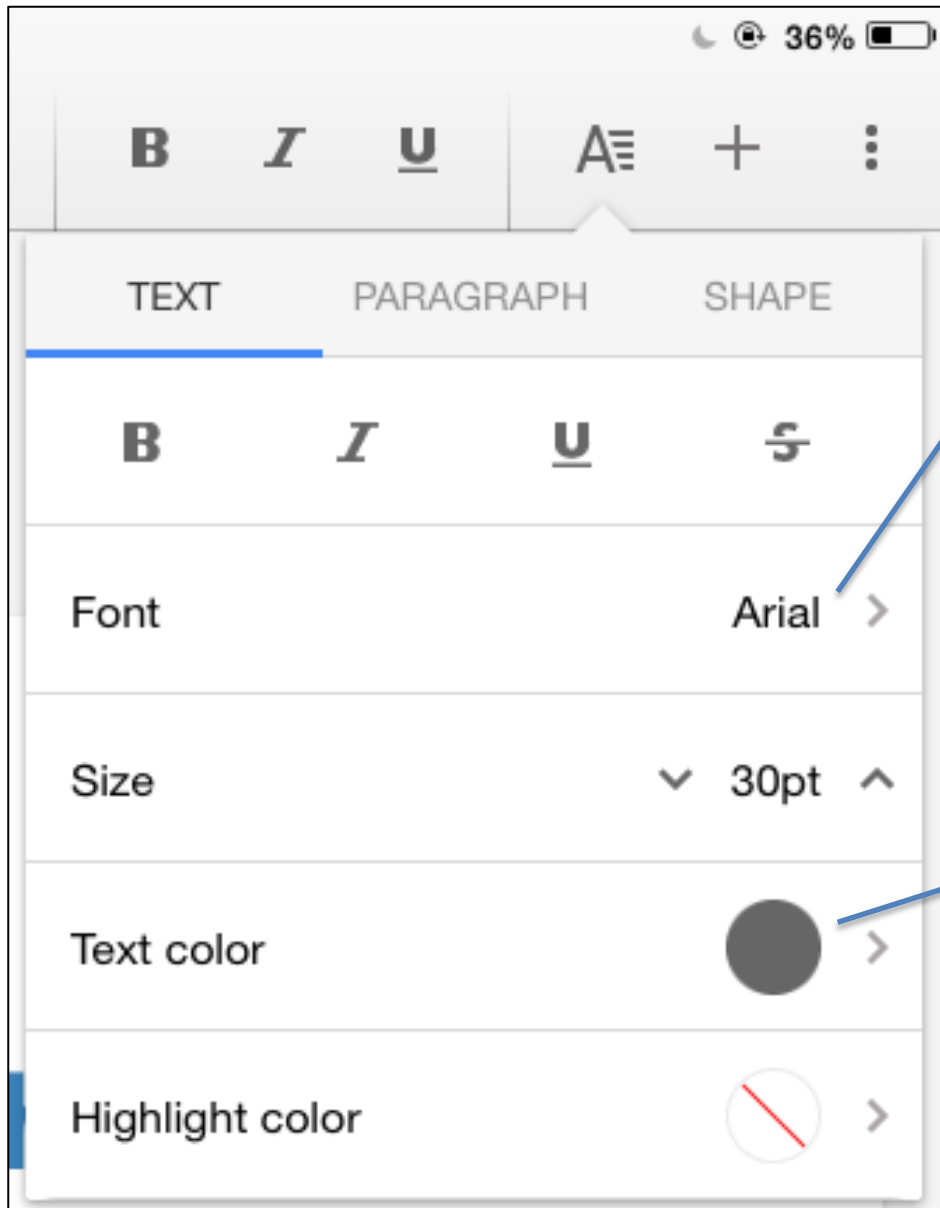 36%
B I U A
TEXT PARAGRAPH SHAPE
B I U S
Font Arial
Size 30pt
Text color
Highlight color